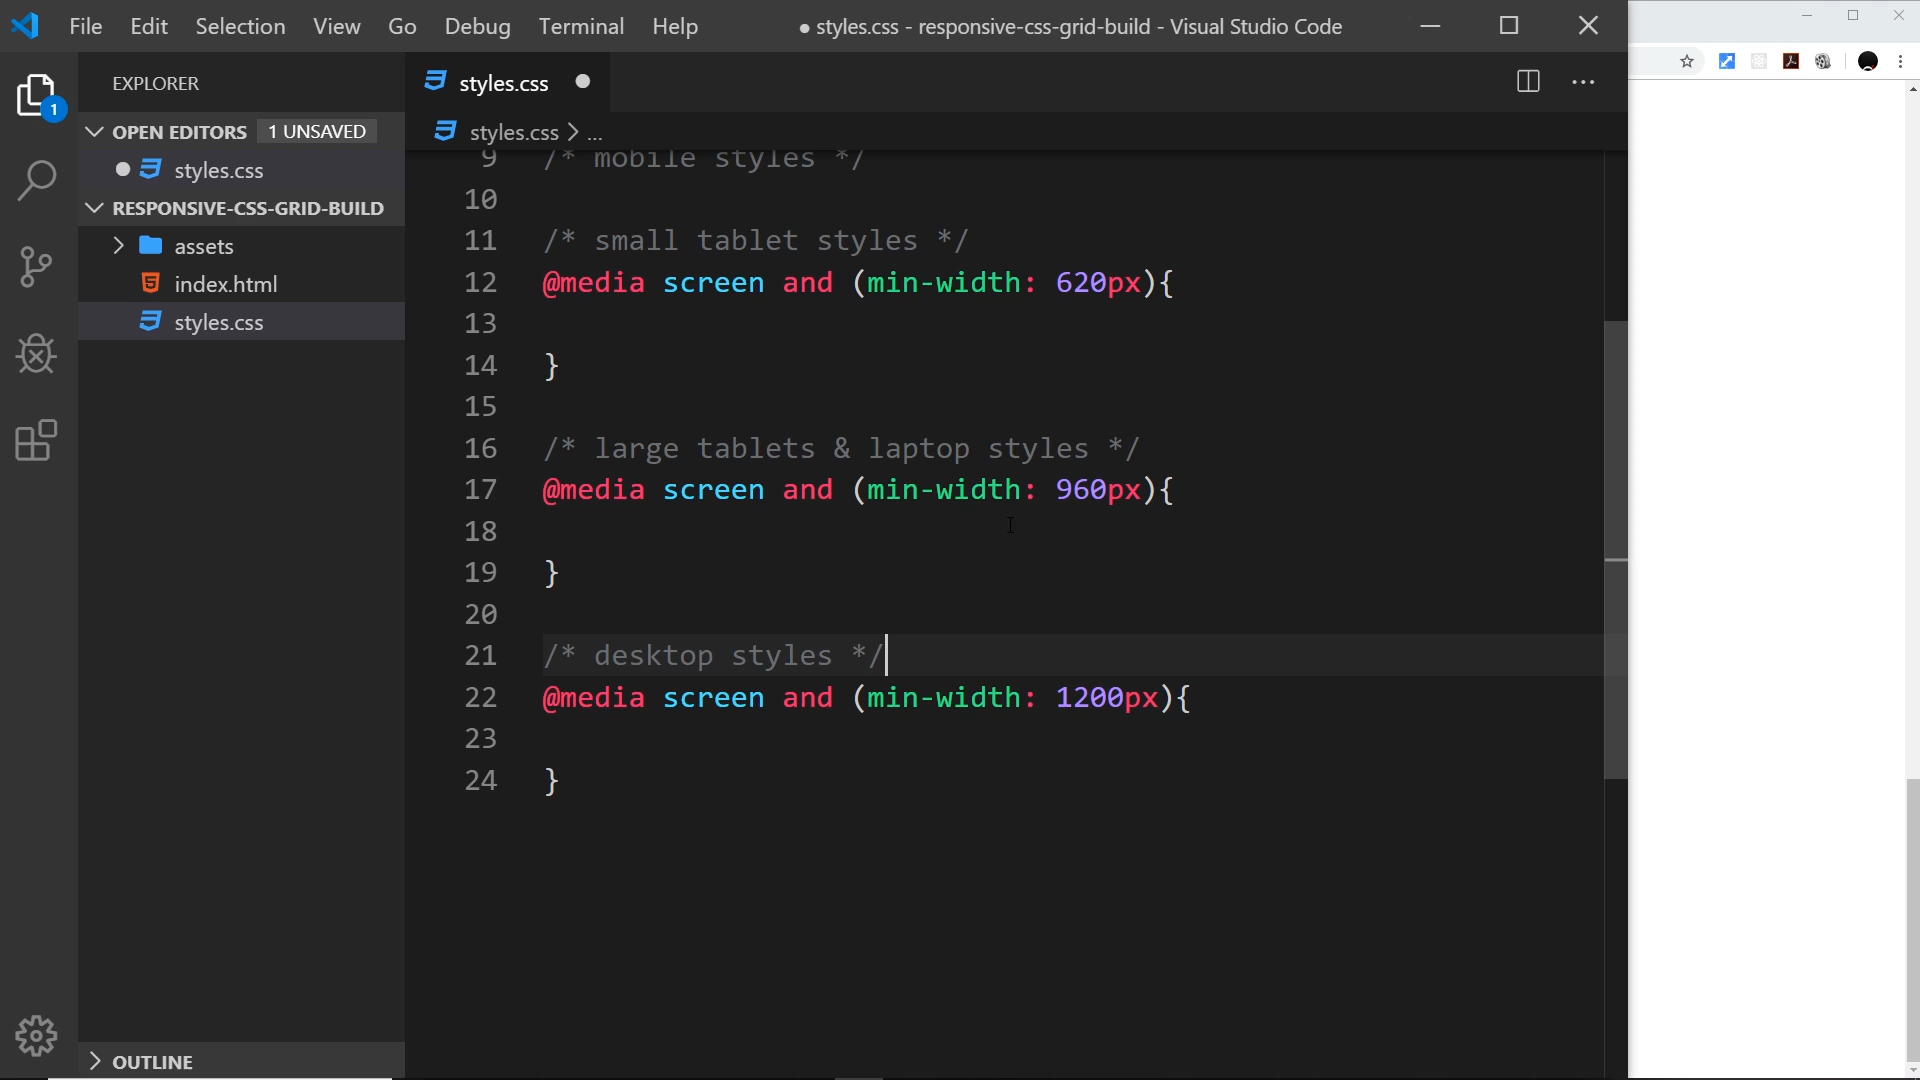 File Edit Selection View Go Debug Terminal Help
● styles.css - responsive-css-grid-build - Visual Studio Code
EXPLORER
1
OPEN EDITORS 1 UNSAVED
styles.css
RESPONSIVE-CSS-GRID-BUILD
assets
index.html
styles.css
OUTLINE
styles.css
styles.css > ...
9 /* mobile styles */
10
11 /* small tablet styles */
12 @media screen and (min-width: 620px){
13
14 }
15
16 /* large tablets & laptop styles */
17 @media screen and (min-width: 960px){
18
19 }
20
21 /* desktop styles */
22 @media screen and (min-width: 1200px){
23
24 }